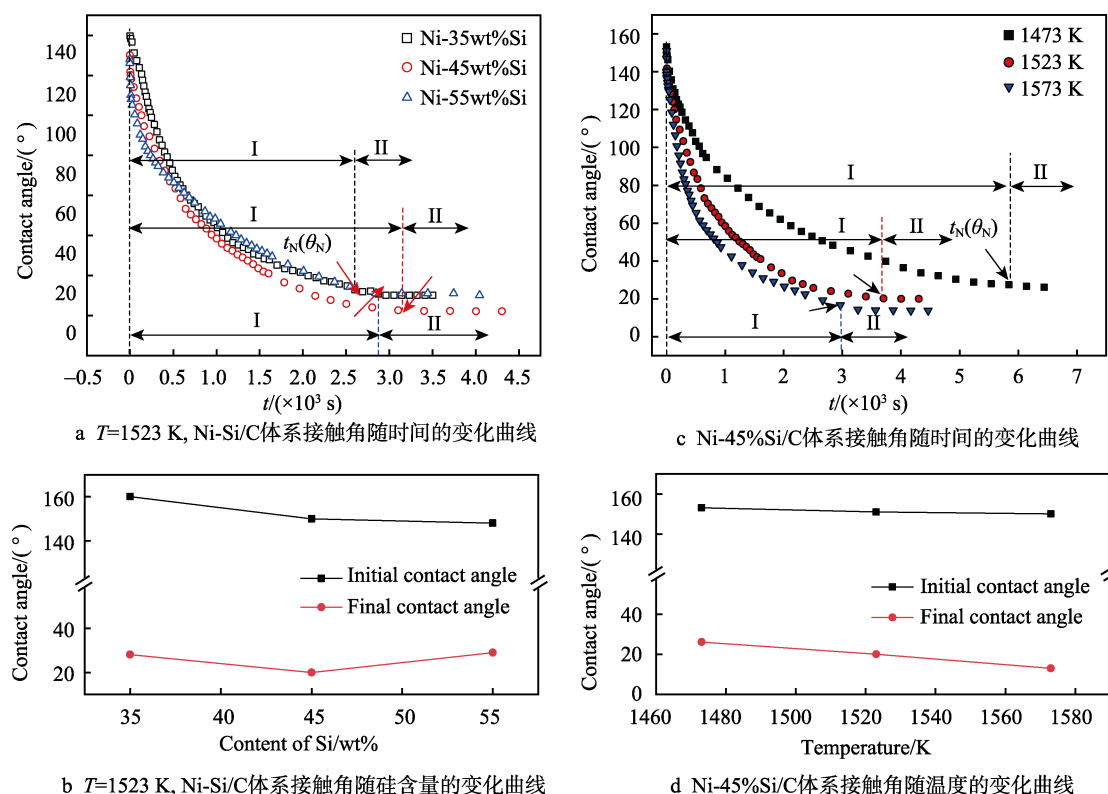 140
120
100
80
60
40
20
0
Contact angle/(°)
Ni-35wt%Si
Ni-45wt%Si
Ni-55wt%Si
I
II
I
II
tN(θN)
I
II
−0.5 0 0.5 1.0 1.5 2.0 2.5 3.0 3.5 4.0 4.5
t/(×10³ s)
a T=1523 K, Ni-Si/C体系接触角随时间的变化曲线
160
140
120
100
80
60
40
20
0
Contact angle/(°)
1473 K
1523 K
1573 K
I
II
I
II
tN(θN)
I
II
0 1 2 3 4 5 6 7
t/(×10³ s)
c Ni-45%Si/C体系接触角随时间的变化曲线
160
140
40
20
Contact angle/(°)
Initial contact angle
Final contact angle
35 40 45 50 55
Content of Si/wt%
b T=1523 K, Ni-Si/C体系接触角随硅含量的变化曲线
160
140
40
20
0
Contact angle/(°)
Initial contact angle
Final contact angle
1460 1480 1500 1520 1540 1560 1580
Temperature/K
d Ni-45%Si/C体系接触角随温度的变化曲线